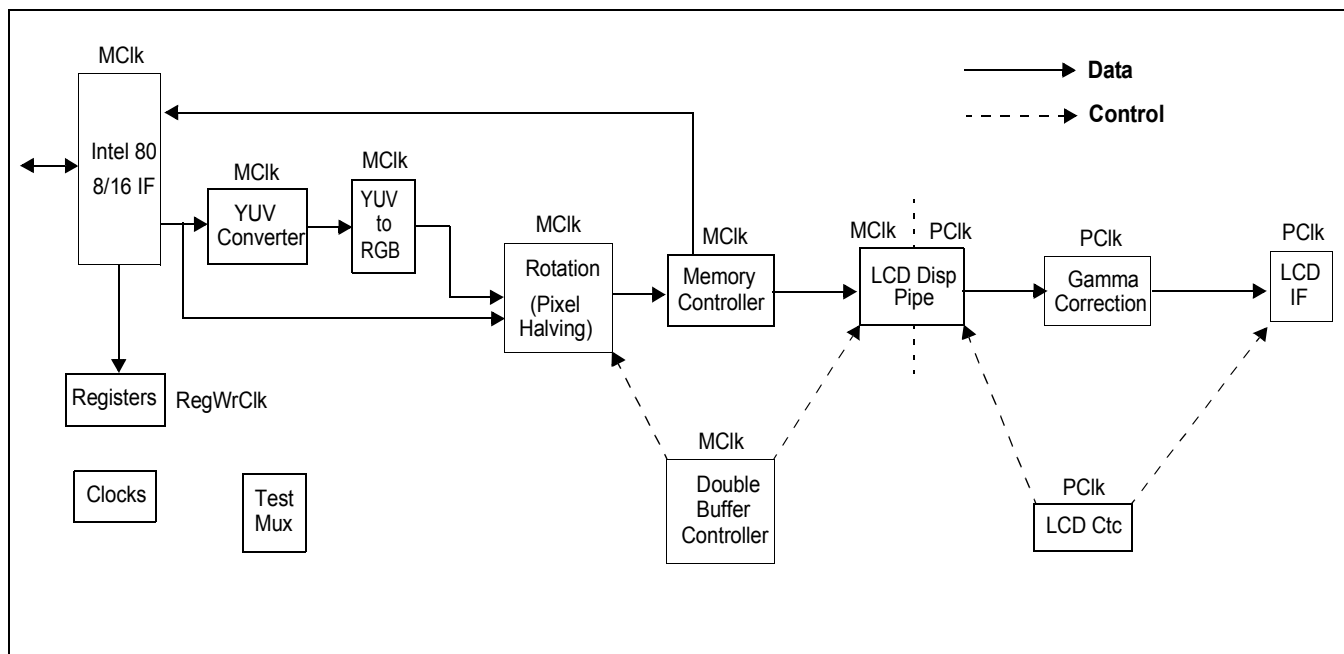 MClk
Intel 80
8/16 IF
Data
Control
MClk
YUV
Converter
MClk
YUV
to
RGB
MClk
Rotation
(Pixel
Halving)
MClk
Memory
Controller
MClk
PClk
LCD Disp
Pipe
PClk
Gamma
Correction
PClk
LCD
IF
Registers
RegWrClk
Clocks
Test
Mux
MClk
Double
Buffer
Controller
PClk
LCD Ctc